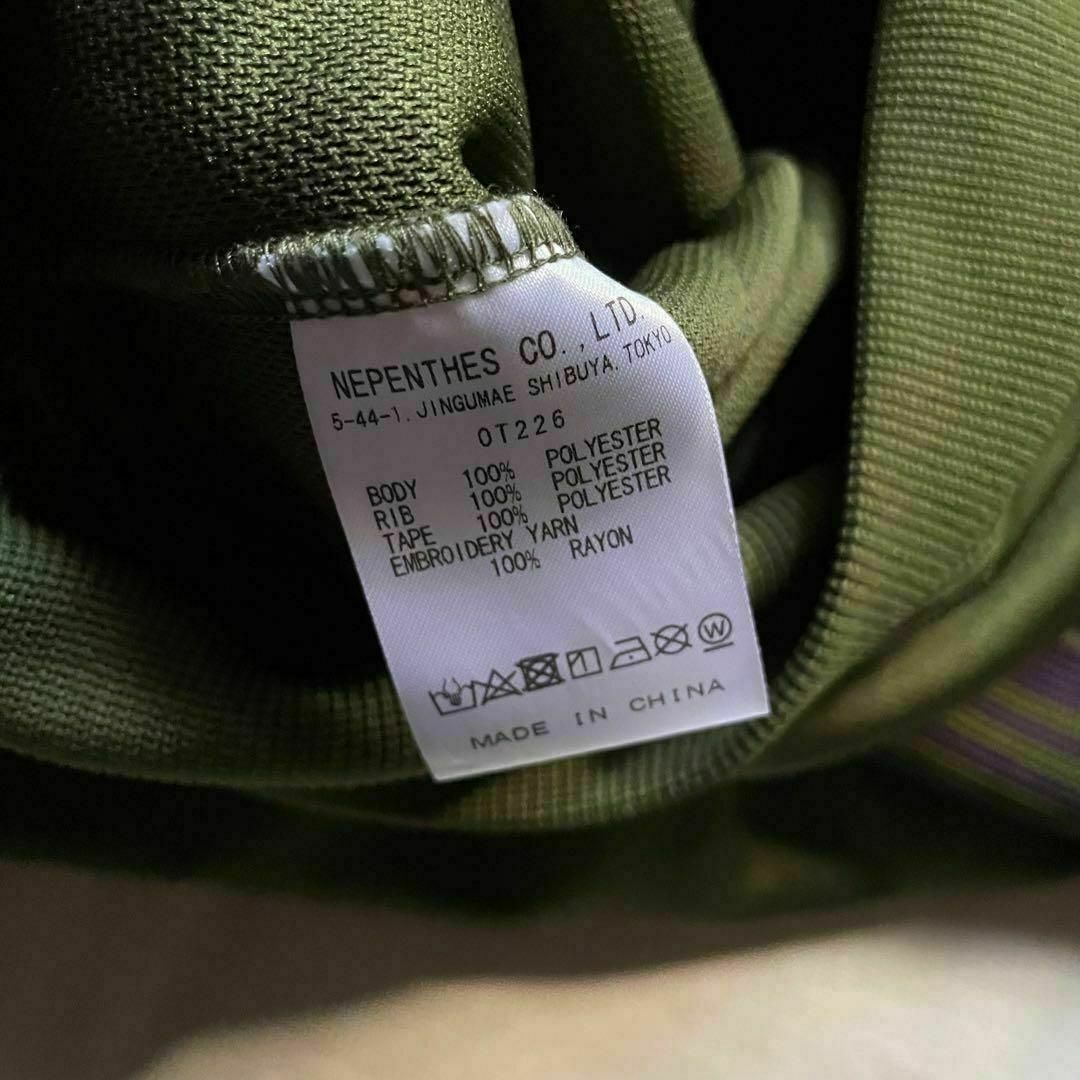 NEPENTHES CO., LTD.
5-44-1. JINGUMAE SHIBUYA. TOKYO
OT226
BODY 100% POLYESTER
RIB 100% POLYESTER
TAPE 100% POLYESTER
EMBROIDERY YARN
100% RAYON
W
MADE IN CHINA